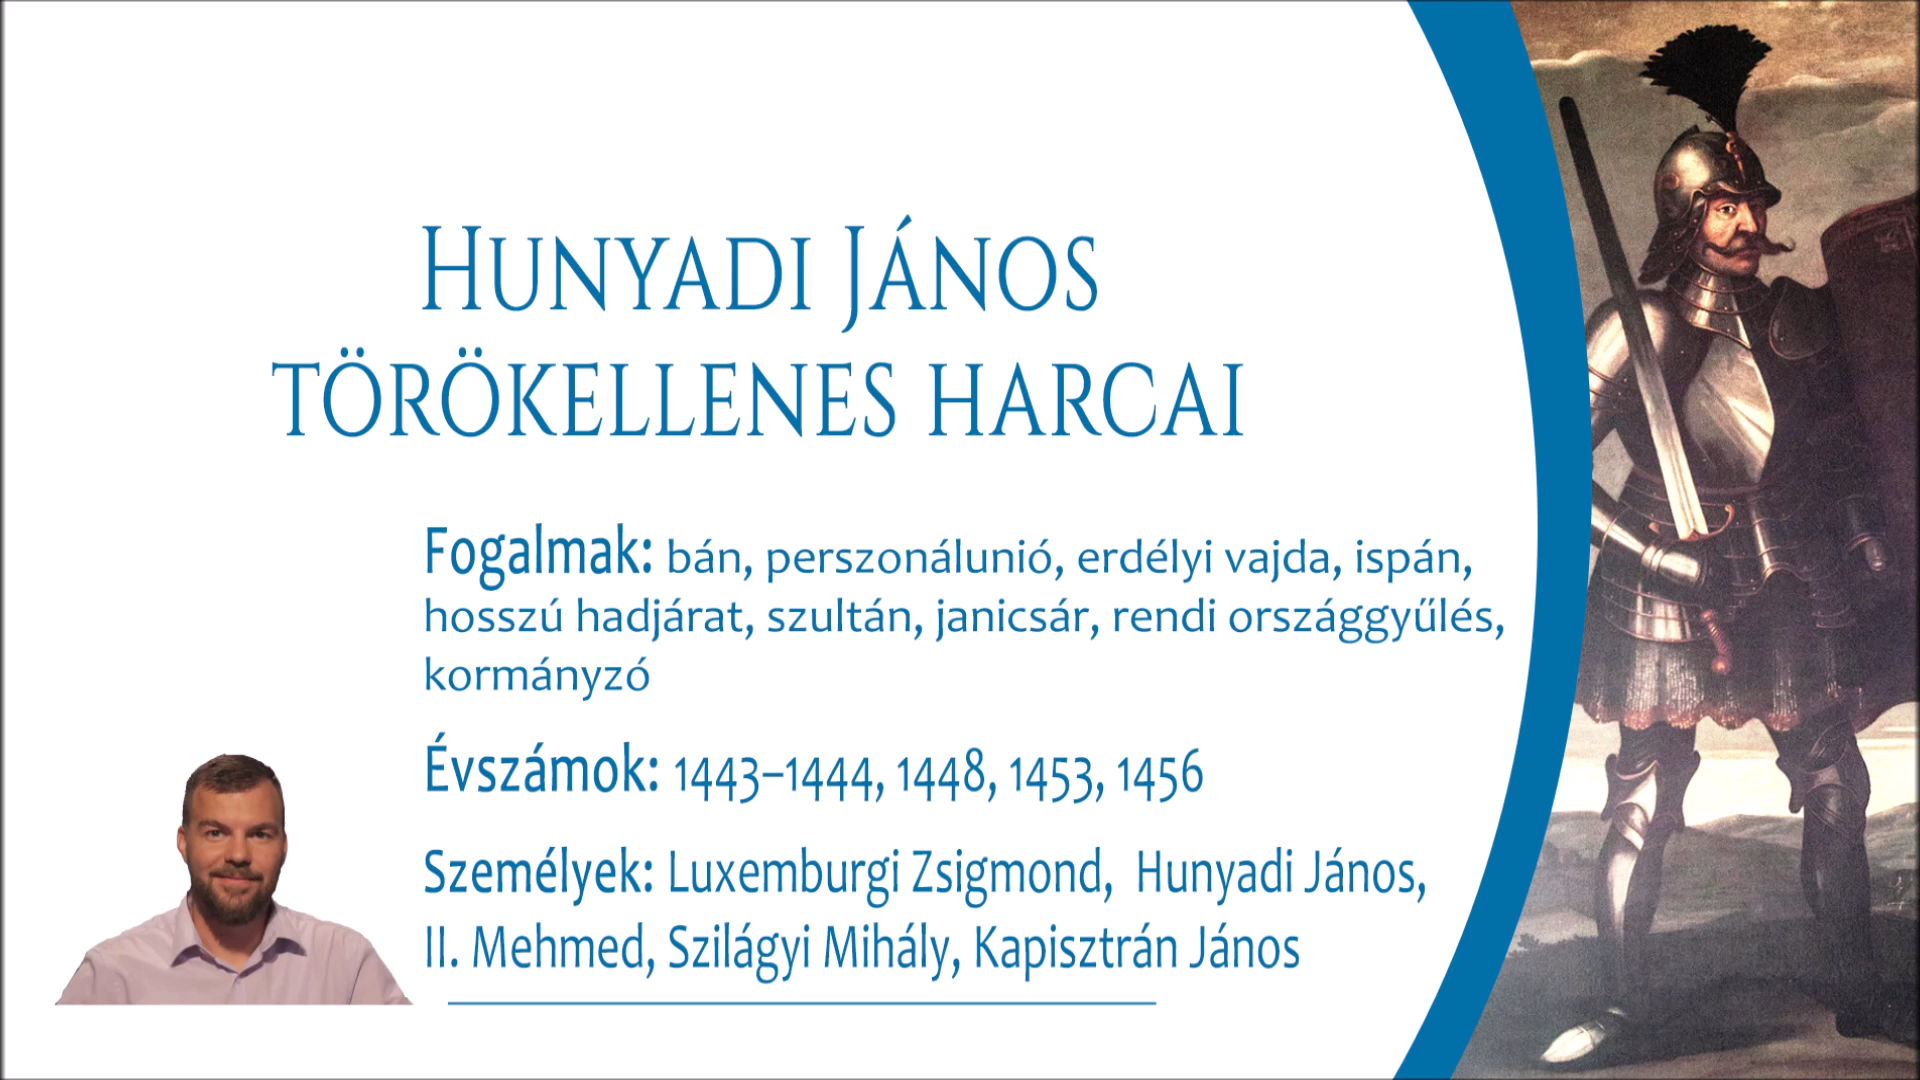 HUNYADI JÁNOS
TÖRÖKELLENES HARCAI
Fogalmak: bán, perszonálunió, erdélyi vajda, ispán,
hosszú hadjárat, szultán, janicsár, rendi országgyűlés,
kormányzó
Évszámok: 1443–1444, 1448, 1453, 1456
Személyek: Luxemburgi Zsigmond, Hunyadi János,
II. Mehmed, Szilágyi Mihály, Kapisztrán János